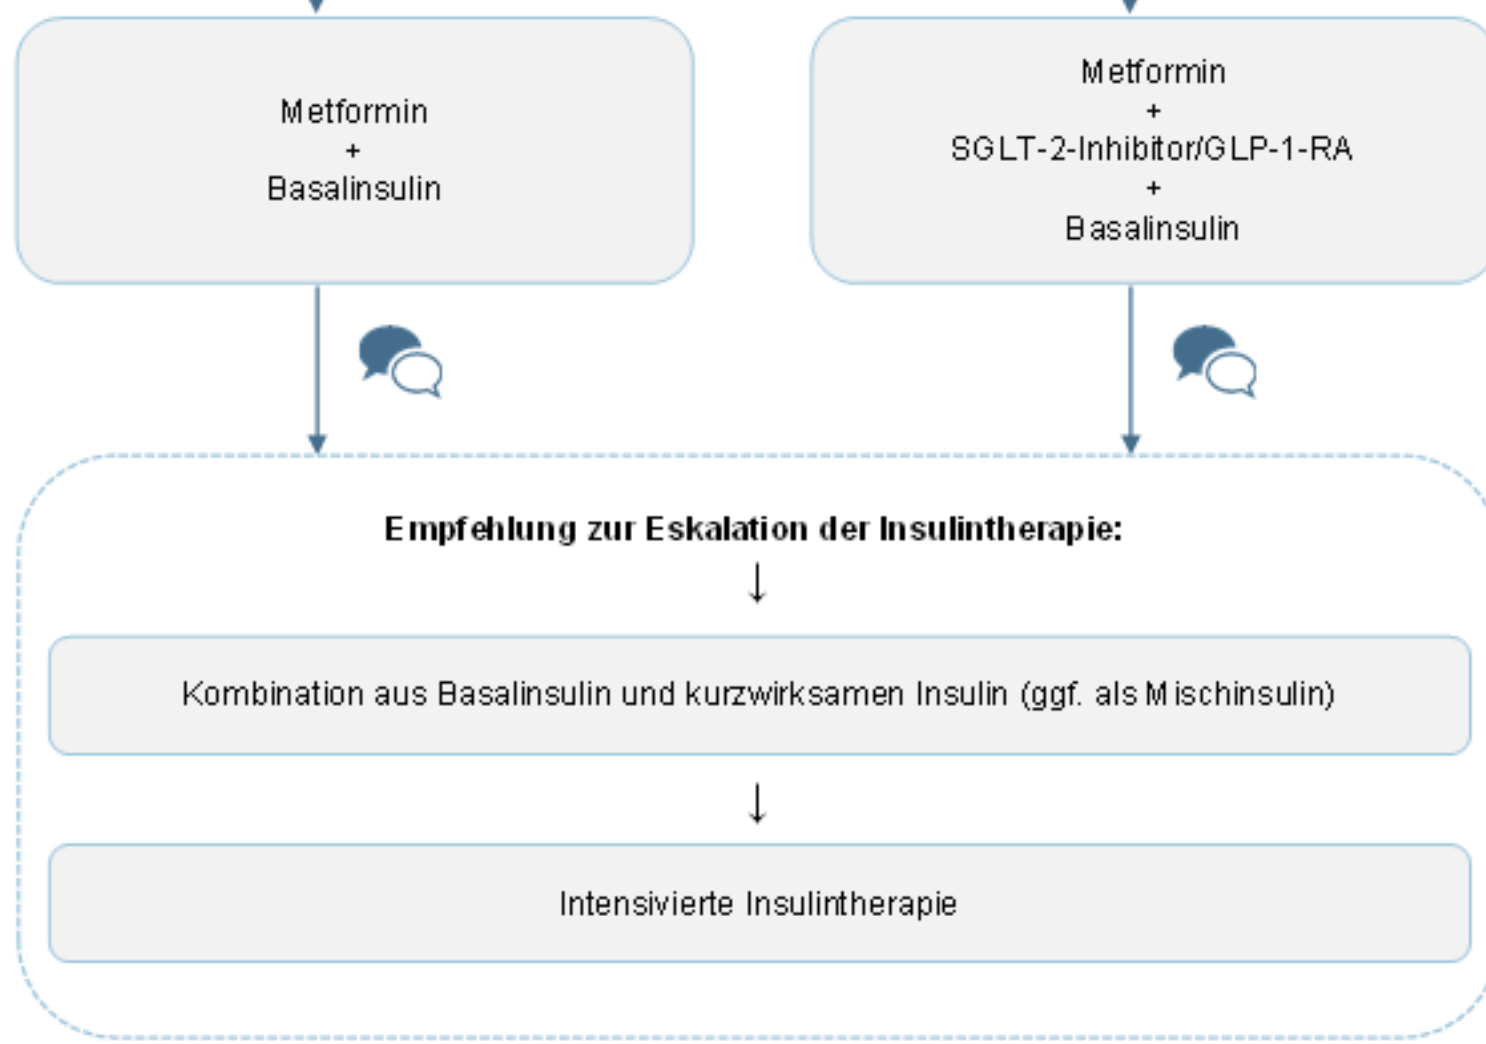 Metformin
+
Basalinsulin
Metformin
+
SGLT-2-Inhibitor/GLP-1-RA
+
Basalinsulin
Empfehlung zur Eskalation der Insulintherapie:
↓
Kombination aus Basalinsulin und kurzwirksamen Insulin (ggf. als Mischinsulin)
↓
Intensivierte Insulintherapie